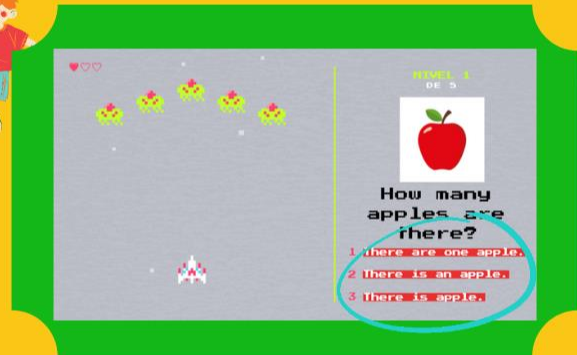 NIVEL 1
DE 5
How many
apples are
there?
1 There are one apple.
2 There is an apple.
3 There is apple.